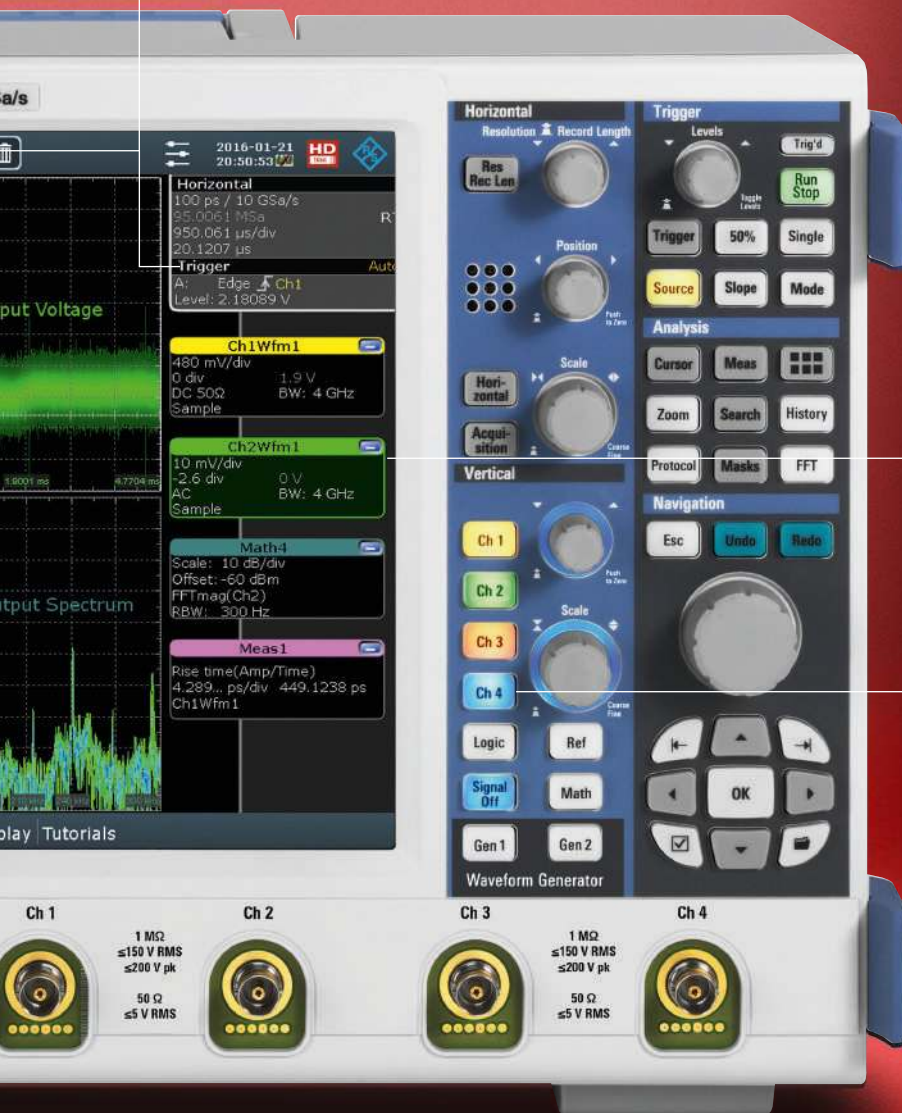 a/s
2016-01-21
20:50:53
HD
Horizontal
100 ps / 10 GSa/s
95.0061 MSa
950.061 µs/div
20.1207 µs
Trigger Auto
A: Edge Ch1
Level: 2.18089 V
put Voltage
1.9001 ms 4.7704 ms
Ch1Wfm1
480 mV/div
0 div 1.9 V
DC 50Ω BW: 4 GHz
Sample
Ch2Wfm1
10 mV/div
-2.6 div 0 V
AC BW: 4 GHz
Sample
Math4
Scale: 10 dB/div
Offset: -60 dBm
FFTmag(Ch2)
RBW: 300 Hz
tput Spectrum
Meas1
Rise time(Amp/Time)
4.289... ps/div 449.1238 ps
Ch1Wfm1
play Tutorials
Horizontal
Resolution Record Length
Res
Rec Len
Position
Push
to Zero
Scale
Hori-
zontal
Acqui-
sition
Coarse
Fine
Vertical
Ch 1
Push
to Zero
Ch 2
Scale
Ch 3
Ch 4
Coarse
Fine
Logic Ref
Signal
Off
Math
Gen 1 Gen 2
Waveform Generator
Trigger
Levels
Trig'd
Run
Stop
Toggle
Levels
Trigger 50% Single
Source Slope Mode
Analysis
Cursor Meas
Zoom Search History
Protocol Masks FFT
Navigation
Esc Undo Redo
OK
Ch 1 Ch 2 Ch 3 Ch 4
1 MΩ
≤150 V RMS
≤200 V pk
50 Ω
≤5 V RMS
1 MΩ
≤150 V RMS
≤200 V pk
50 Ω
≤5 V RMS